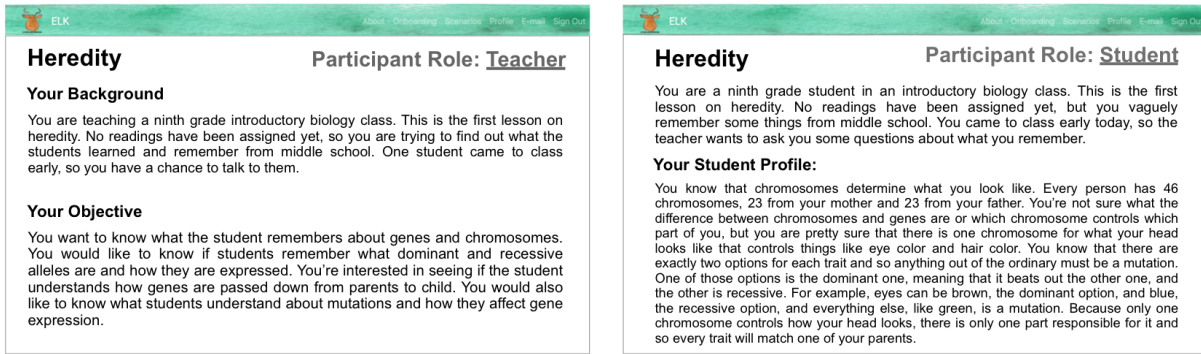 ELK
About
Onboarding
Scenarios
Profile
E-mail
Sign Out
Heredity
Participant Role: Teacher
Your Background
You are teaching a ninth grade introductory biology class. This is the first lesson on
heredity. No readings have been assigned yet, so you are trying to find out what the
students learned and remember from middle school. One student came to class
early, so you have a chance to talk to them.
Your Objective
You want to know what the student remembers about genes and chromosomes.
You would like to know if students remember what dominant and recessive
alleles are and how they are expressed. You're interested in seeing if the student
understands how genes are passed down from parents to child. You would also
like to know what students understand about mutations and how they affect gene
expression.
ELK
About
Onboarding
Scenarios
Profile
E-mail
Sign Ou
Heredity
Participant Role: Student
You are a ninth grade student in an introductory biology class. This is the first
lesson on heredity. No readings have been assigned yet, but you vaguely
remember some things from middle school. You came to class early today, so the
teacher wants to ask you some questions about what you remember.
Your Student Profile:
You know that chromosomes determine what you look like. Every person has 46
chromosomes, 23 from your mother and 23 from your father. You're not sure what the
difference between chromosomes and genes are or which chromosome controls which
part of you, but you are pretty sure that there is one chromosome for what your head
looks like that controls things like eye color and hair color. You know that there are
exactly two options for each trait and so anything out of the ordinary must be a mutation.
One of those options is the dominant one, meaning that it beats out the other one, and
the other is recessive. For example, eyes can be brown, the dominant option, and blue,
the recessive option, and everything else, like green, is a mutation. Because only one
chromosome controls how your head looks, there is only one part responsible for it and
so every trait will match one of your parents.